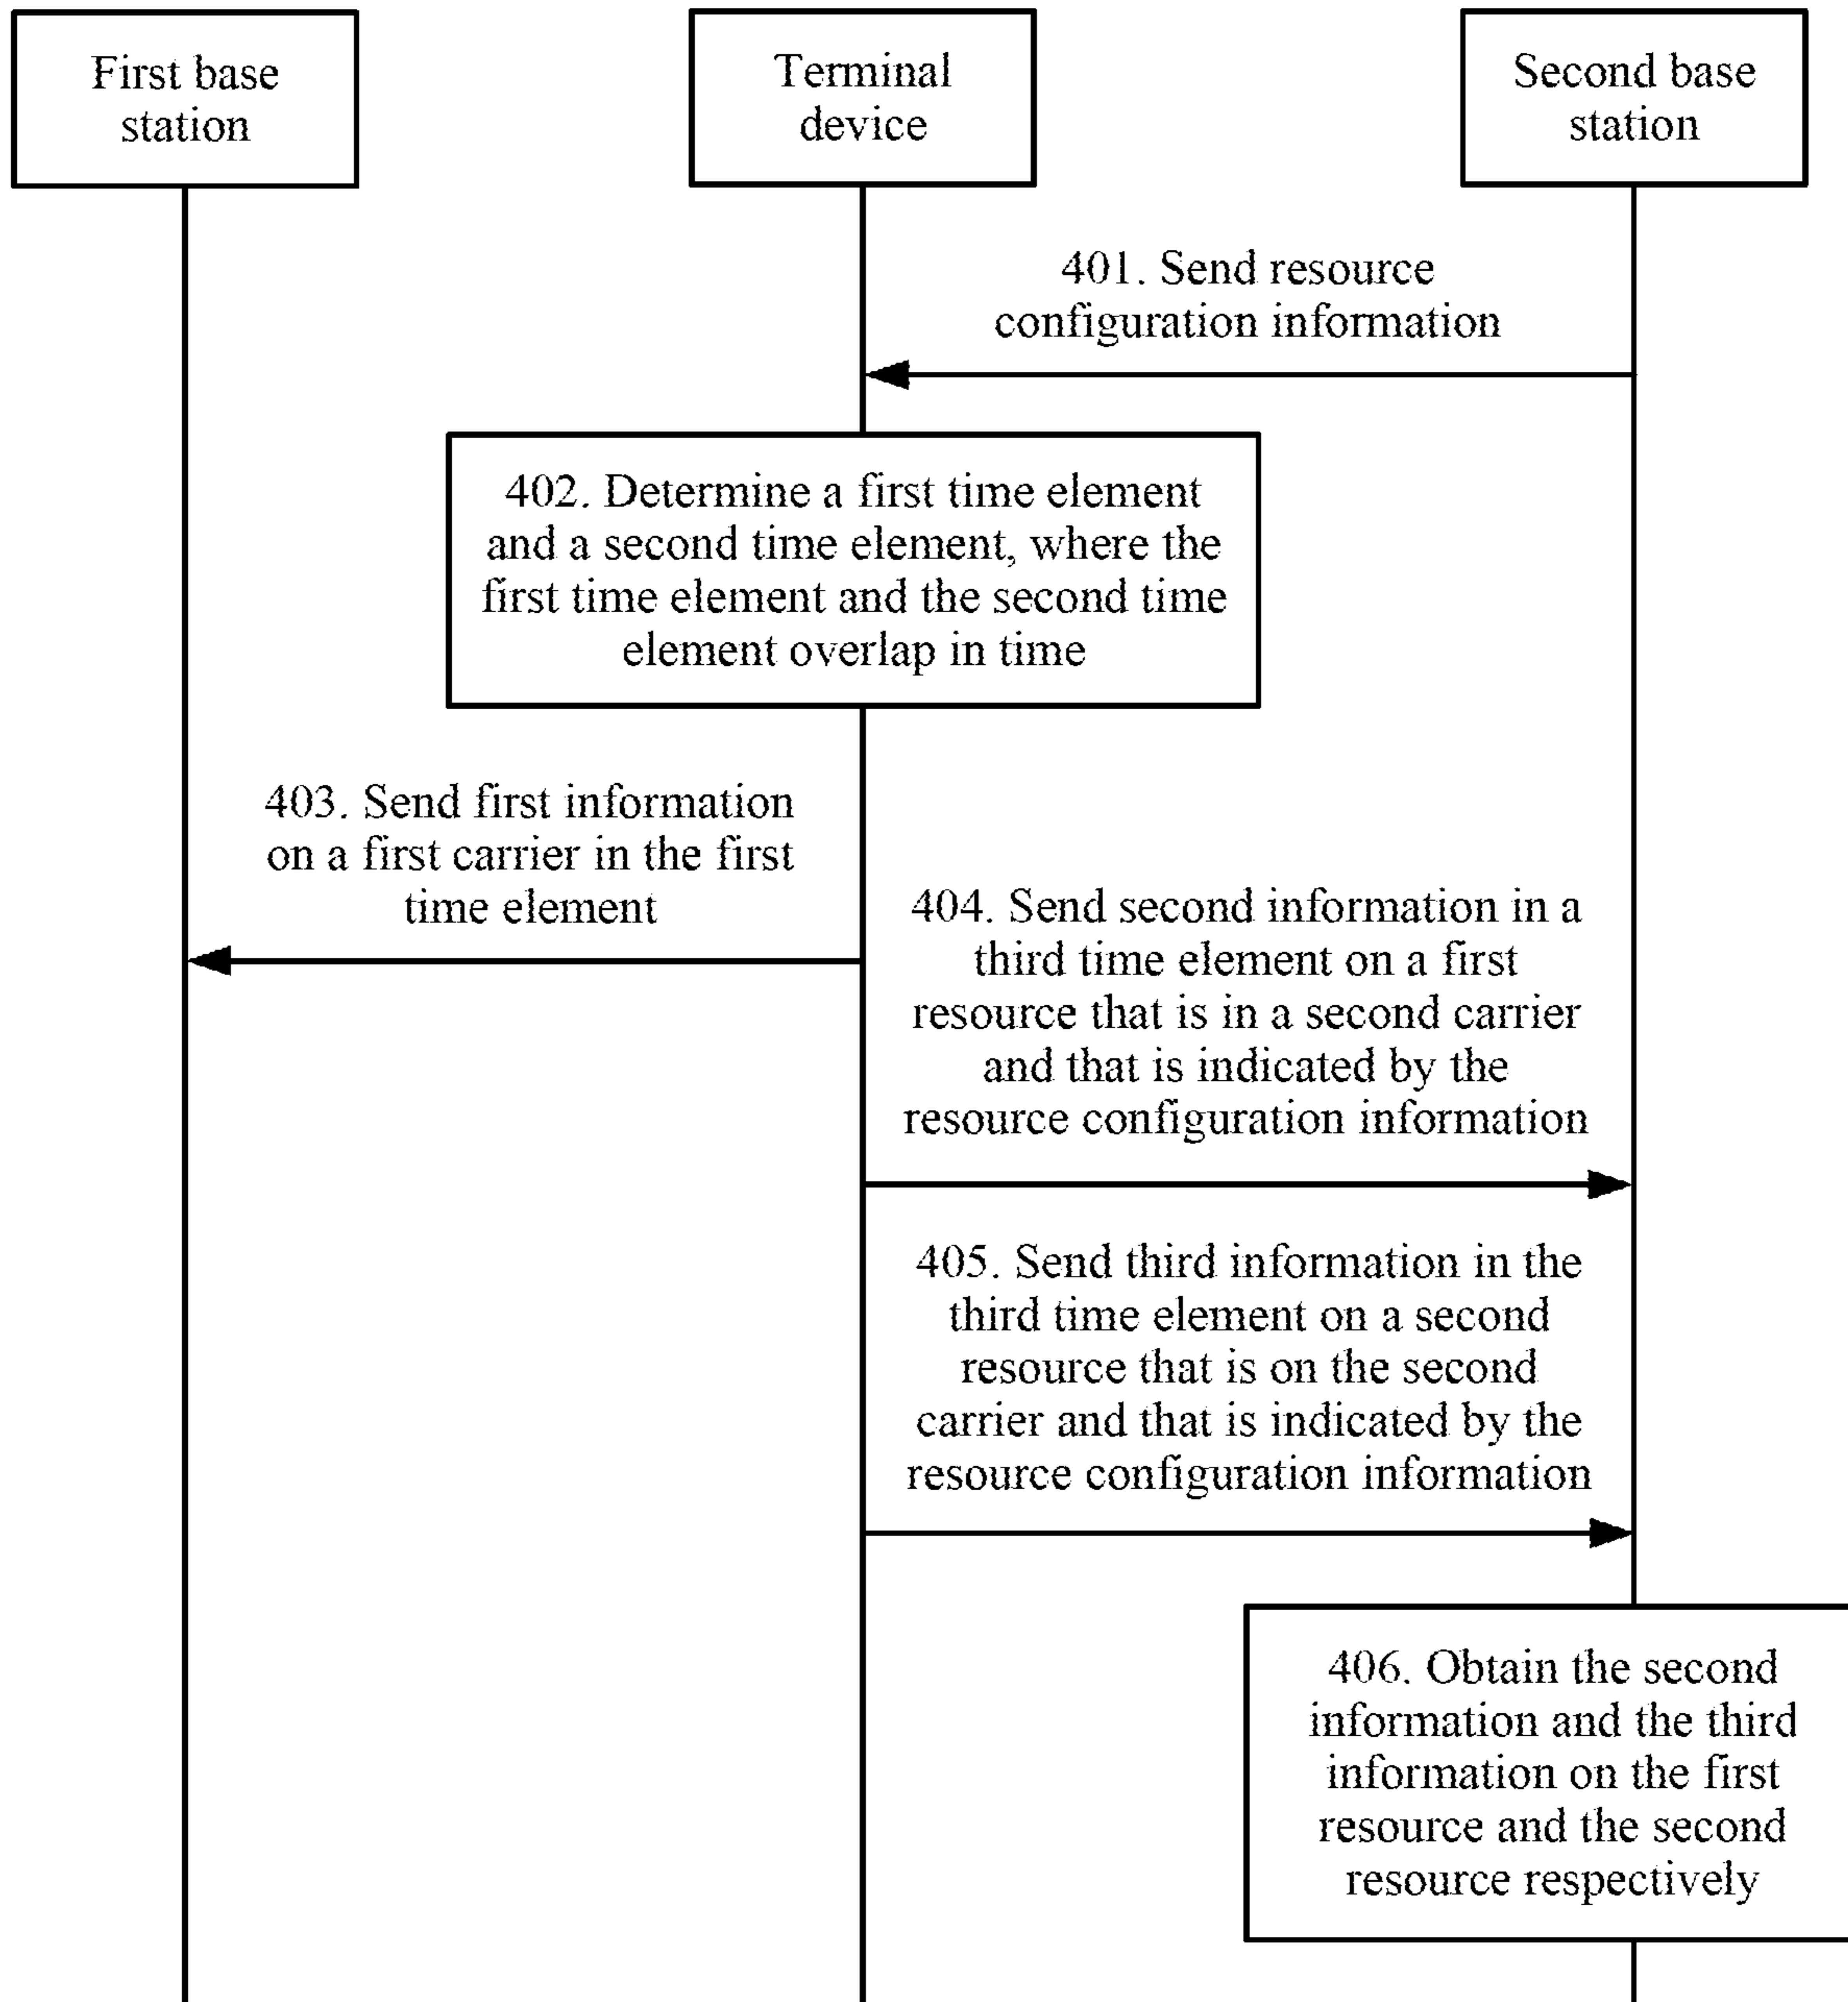 First base
station
Terminal
device
Second base
station
401. Send resource
configuration information
402. Determine a first time element
and a second time element, where the
first time element and the second time
element overlap in time
403. Send first information
on a first carrier in the first
time element
404. Send second information in a
third time element on a first
resource that is in a second carrier
and that is indicated by the
resource configuration information
405. Send third information in the
third time element on a second
resource that is on the second
carrier and that is indicated by the
resource configuration information
406. Obtain the second
information and the third
information on the first
resource and the second
resource respectively